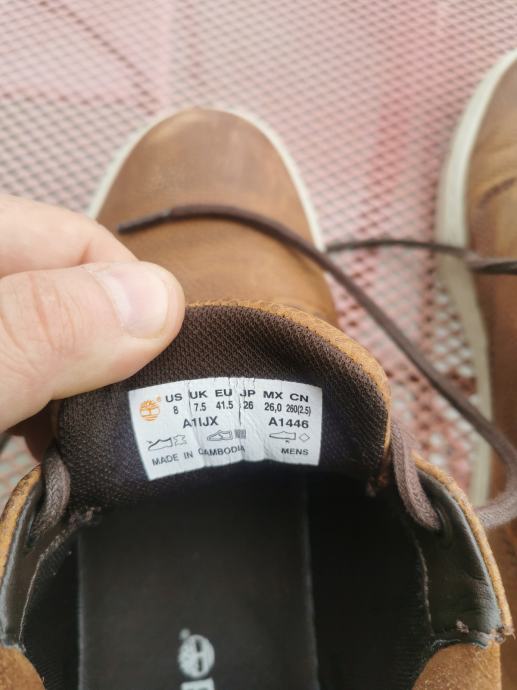 US UK EU JP MX CN
8 7.5 41.5 26 26,0 260(2.5)
A1IJX A1446
MADE IN CAMBODIA MENS